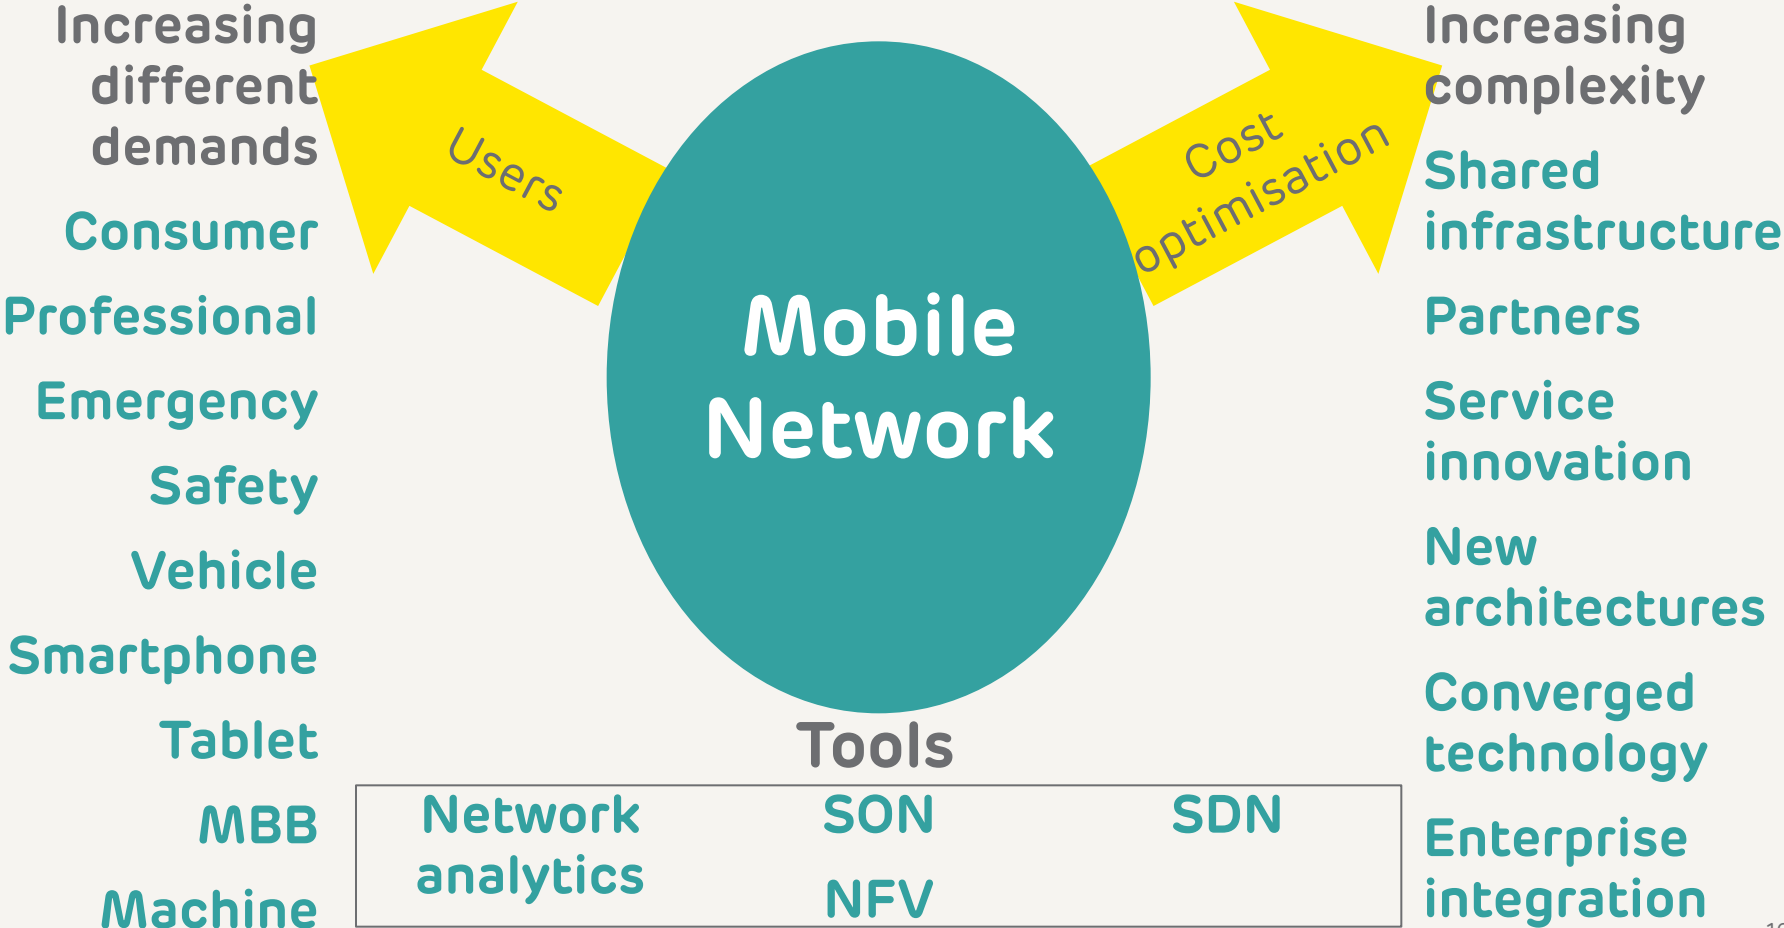 Increasing
different
demands
Consumer
Professional
Emergency
Safety
Vehicle
Smartphone
Tablet
MBB
Machine
Users
Mobile
Network
Cost
optimisation
Tools
Network
analytics
SON
NFV
SDN
Increasing
complexity
Shared
infrastructure
Partners
Service
innovation
New
architectures
Converged
technology
Enterprise
integration